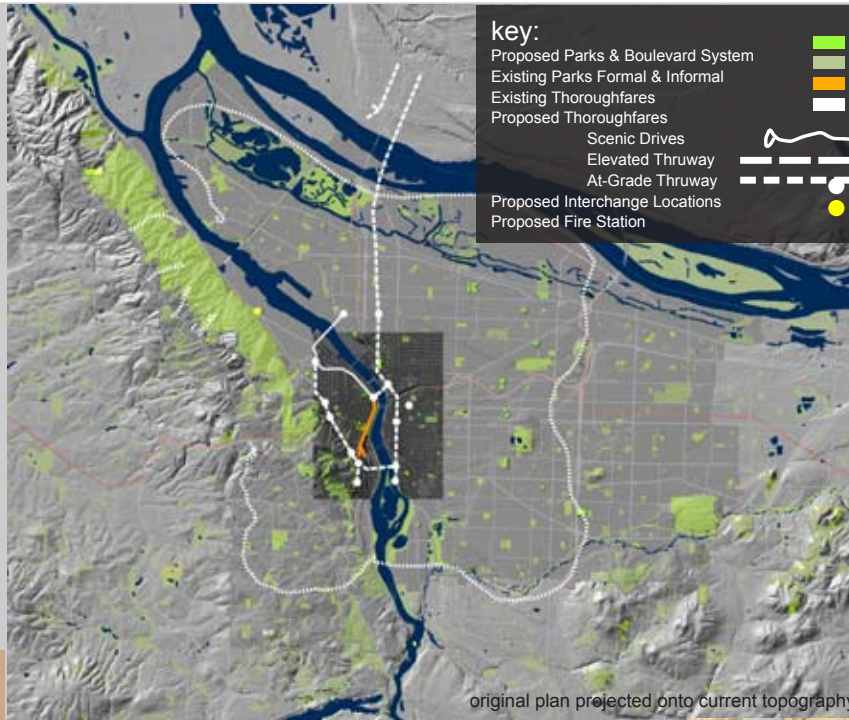 key:
Proposed Parks & Boulevard System
Existing Parks Formal & Informal
Existing Thoroughfares
Proposed Thoroughfares
Scenic Drives
Elevated Thruway
At-Grade Thruway
Proposed Interchange Locations
Proposed Fire Station
original plan projected onto current topography